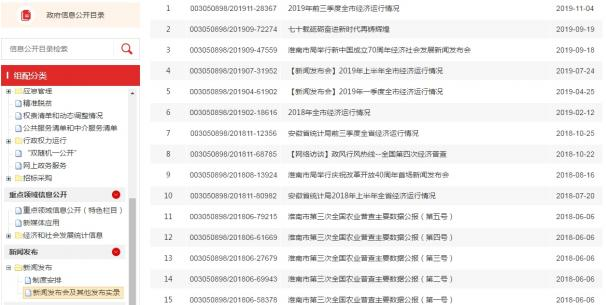 政府信息公开目录
信息公开目录检索
组配分类
应急管理
精准脱贫
权责清单和动态调整情况
公共服务清单和中介服务清单
行政权力运行
“双随机一公开”
网上政务服务
招标采购
重点领域信息公开
重点领域信息公开（特色栏目）
新媒体应用
经济和社会发展统计信息
新闻发布
新闻发布
制度安排
新闻发布会及其他发布实录
1 003050898/201911-28367 2019年前三季度全市经济运行情况 2019-11-04
2 003050898/201909-72274 七十载砥砺奋进新时代再铸辉煌 2019-09-19
3 003050898/201909-47559 淮南市局举行新中国成立70周年经济社会发展新闻发布会 2019-09-18
4 003050898/201907-31952 【新闻发布会】2019年上半年全市经济运行情况 2019-07-24
5 003050898/201904-61902 【新闻发布会】2019年一季度全市经济运行情况 2019-04-25
6 003050898/201902-18616 2018年全市经济运行情况 2019-02-12
7 003050898/201811-12356 安徽省统计局前三季度全省经济运行情况 2018-10-25
8 003050898/201811-68785 【网络访谈】政风行风热线--全国第四次经济普查 2018-10-22
9 003050898/201808-13924 淮南市局举行庆祝改革开放40周年首场新闻发布会 2018-08-16
10 003050898/201811-80982 安徽省统计局2018年上半年全省经济运行情况 2018-07-20
11 003050898/201806-79215 淮南市第三次全国农业普查主要数据公报（第五号） 2018-06-06
12 003050898/201806-61669 淮南市第三次全国农业普查主要数据公报（第四号） 2018-06-06
13 003050898/201806-27679 淮南市第三次全国农业普查主要数据公报（第三号） 2018-06-06
14 003050898/201806-69943 淮南市第三次全国农业普查主要数据公报（第二号） 2018-06-06
15 003050898/201806-58378 淮南市第三次全国农业普查主要数据公报（第一号） 2018-06-06